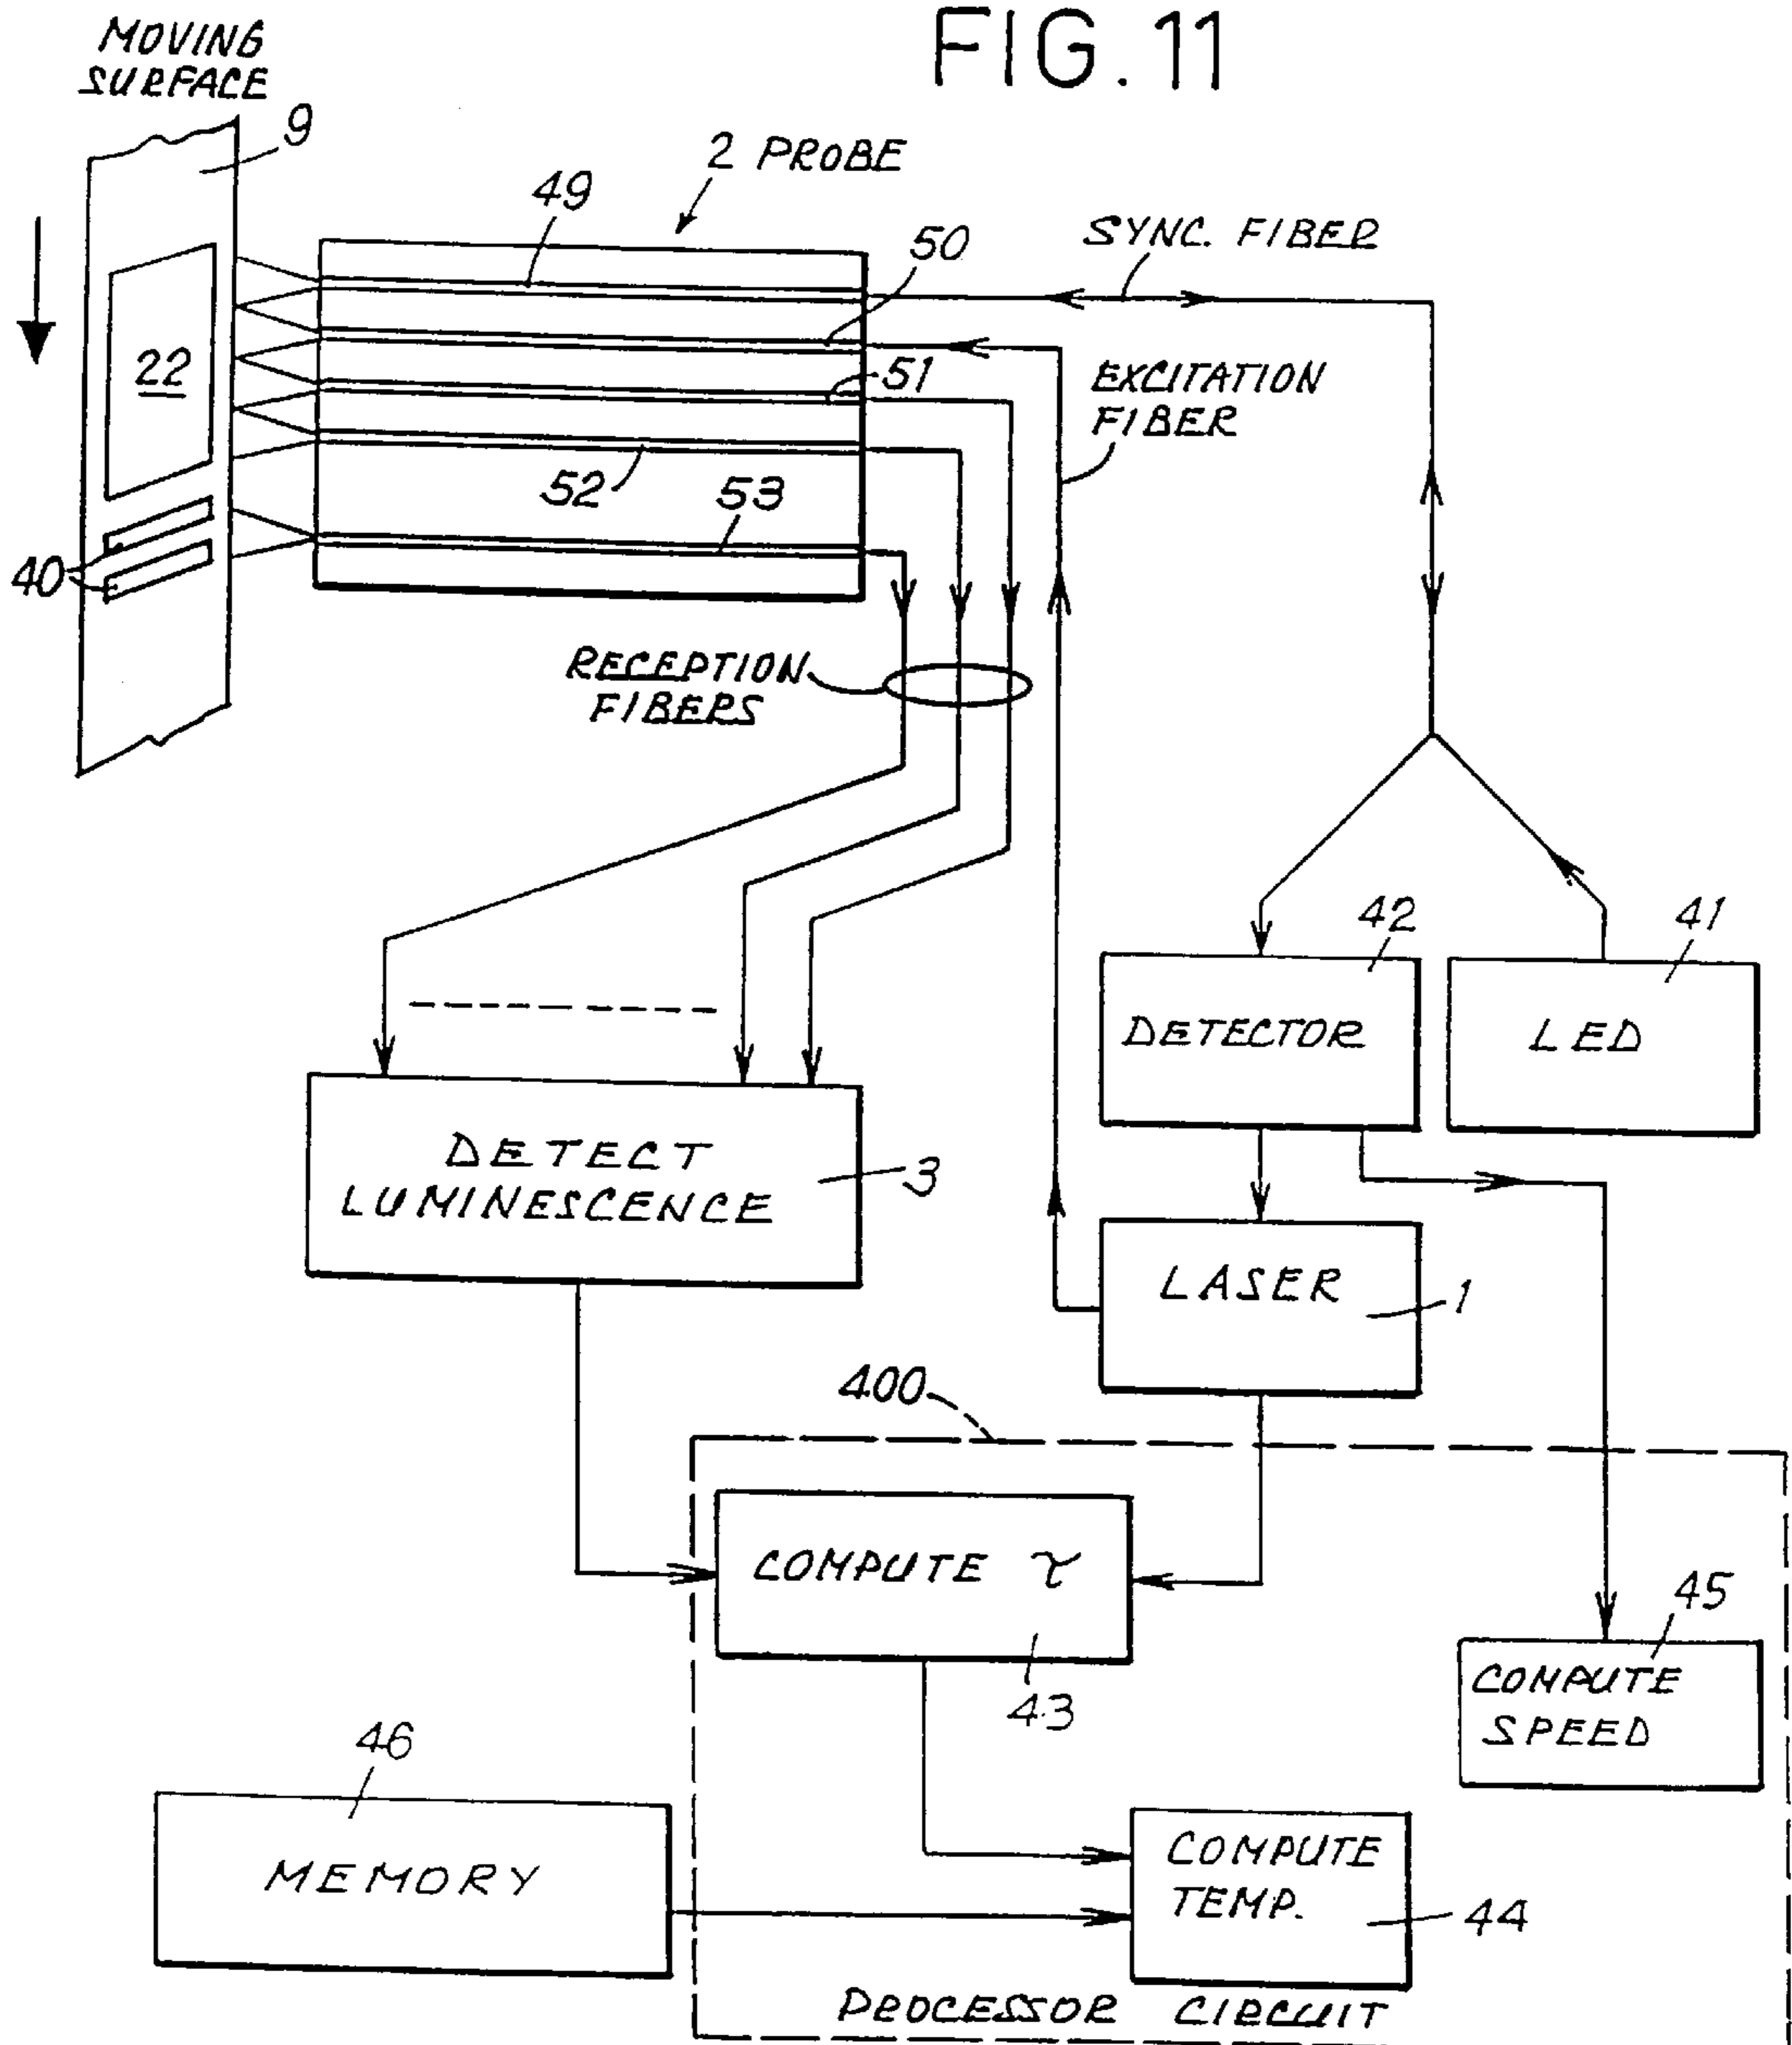 FIG. 11
MOVING
SURFACE
9
2 PROBE
49
50
SYNC. FIBER
22
51
EXCITATION
FIBER
52
53
40
RECEPTION
FIBERS
42
41
DETECTOR
LED
DETECT
LUMINESCENCE
3
LASER
1
400
COMPUTE τ
43
45
COMPUTE
SPEED
46
MEMORY
COMPUTE
TEMP.
44
PROCESSOR CIRCUIT